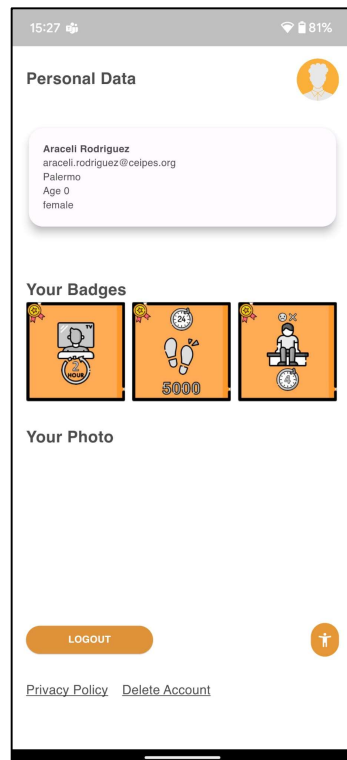 15:27
81%
Personal Data
Araceli Rodriguez
araceli.rodriguez@ceipes.org
Palermo
Age 0
female
Your Badges
TV
2
HOUR
24
5000
4
Your Photo
LOGOUT
Privacy Policy Delete Account